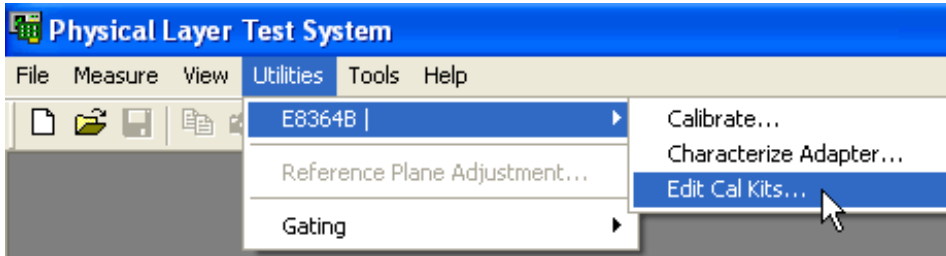 Physical Layer Test System
File Measure View Utilities Tools Help
E8364B |
Calibrate...
Characterize Adapter...
Reference Plane Adjustment...
Edit Cal Kits...
Gating